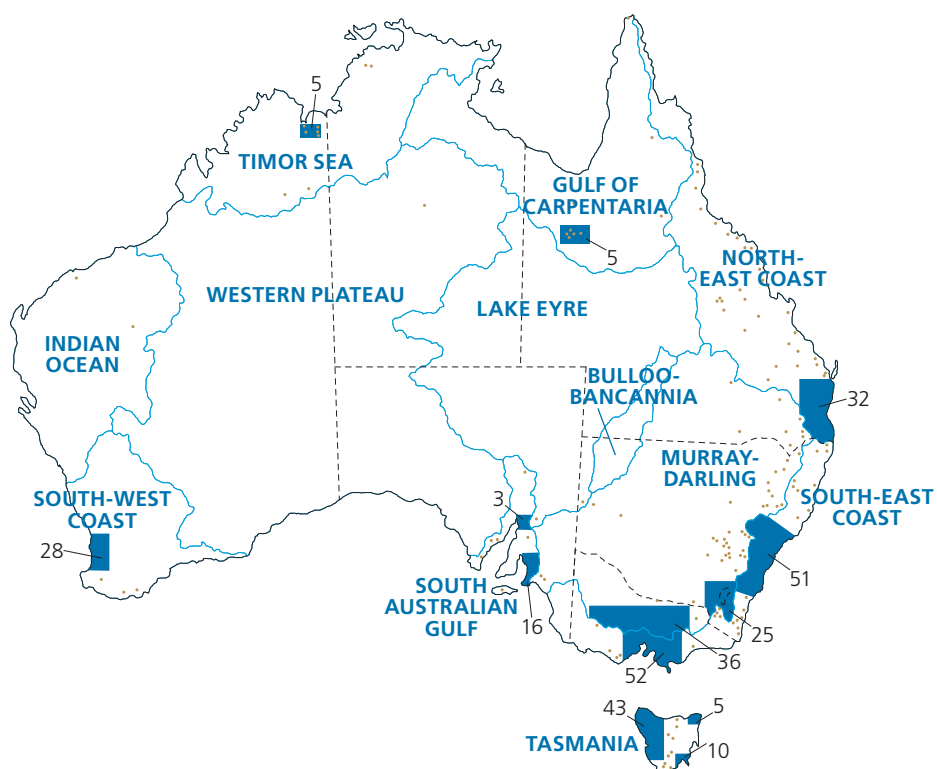 5
TIMOR SEA
GULF OF
CARPENTARIA
5
NORTH-
EAST COAST
WESTERN PLATEAU
LAKE EYRE
INDIAN
OCEAN
BULLOO-
BANCANNIA
32
MURRAY-
DARLING
SOUTH-WEST
COAST
28
3
SOUTH-EAST
COAST
51
SOUTH
AUSTRALIAN
GULF
16
25
36
52
43
5
TASMANIA
10